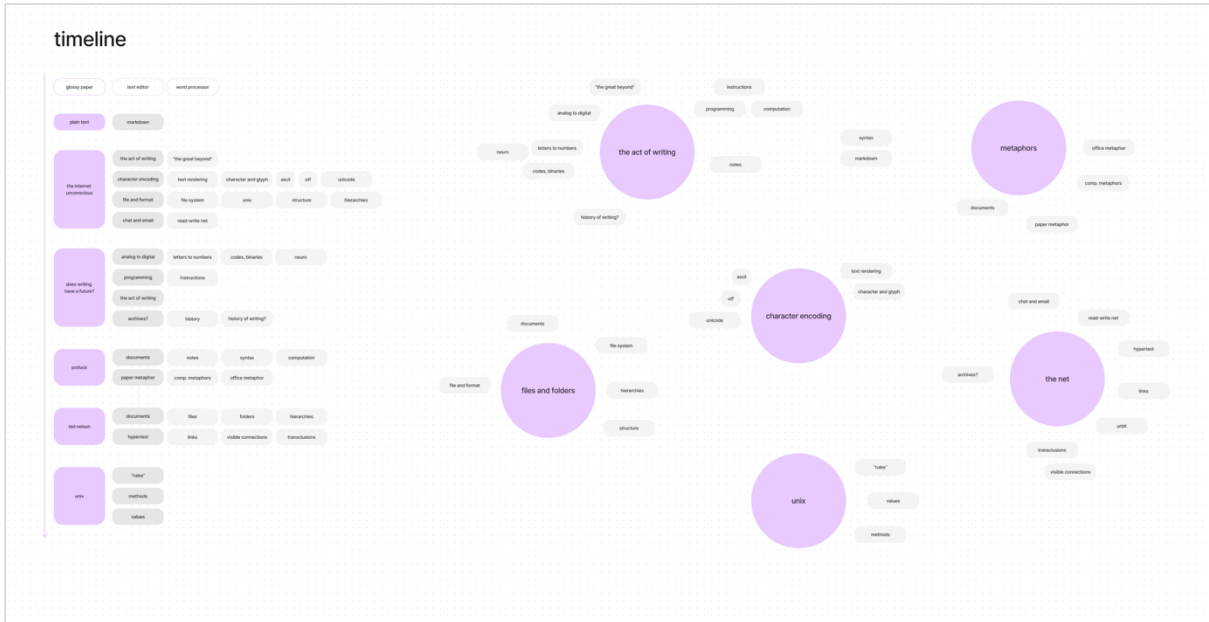 timeline
glossy paper text editor word processor
plain text markdown
the internet
unconscious
the act of writing "the great beyond"
character encoding text rendering character and glyph ascii utf unicode
file and format file system unix structure hierarchies
chat and email read-write net
does writing
have a future?
analog to digital letters to numbers codes, binaries neuro
programming instructions
the act of writing
archives? history history of writing?
pollock
documents notes syntax computation
paper metaphor comp. metaphors office metaphor
ted nelson
documents files folders hierarchies
hypertext links visible connections transclusions
unix
"rules"
methods
values
"the great beyond"
analog to digital
neuro
letters to numbers
codes, binaries
history of writing?
the act of writing
instructions
programming computation
notes
syntax
markdown
metaphors
office metaphor
comp. metaphors
documents
paper metaphor
ascii
utf
unicode
character encoding
text rendering
character and glyph
documents
file system
file and format
files and folders
hierarchies
structure
chat and email
read-write net
hypertext
archives?
the net
links
urbit
transclusions
visible connections
unix
"rules"
values
methods